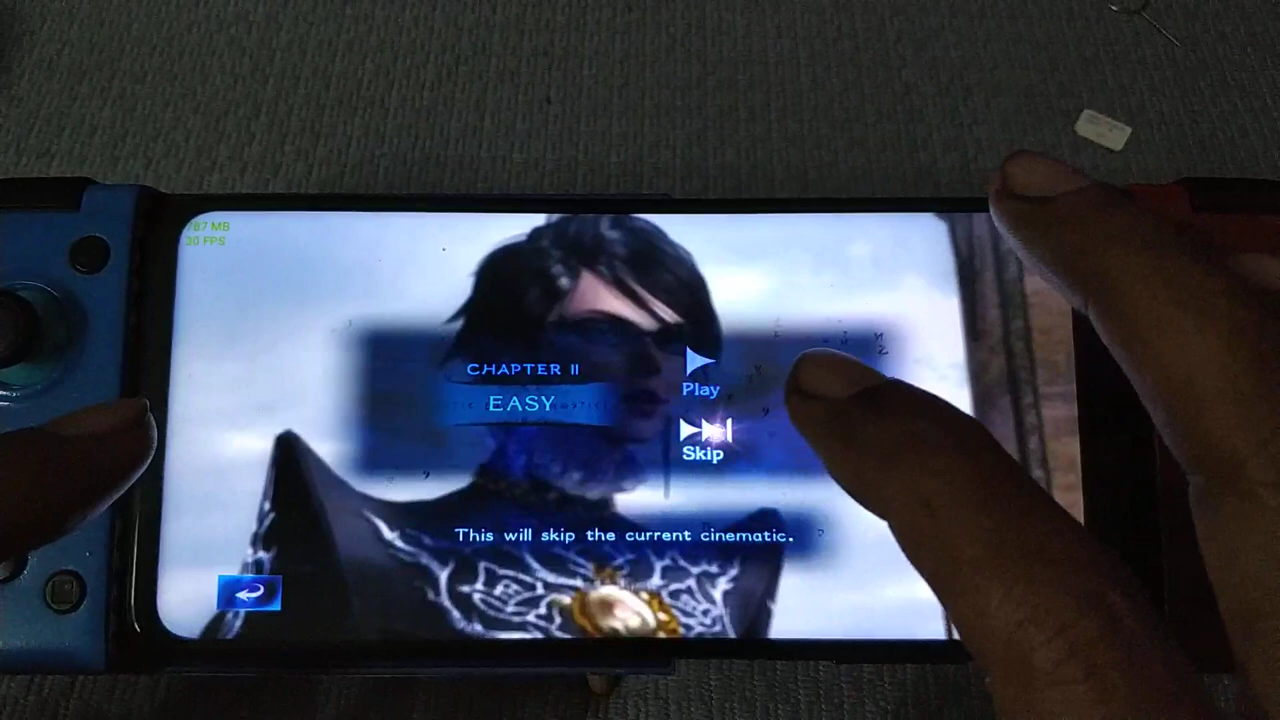 787 MB
30 FPS
CHAPTER II
EASY
Play
Skip
This will skip the current cinematic.